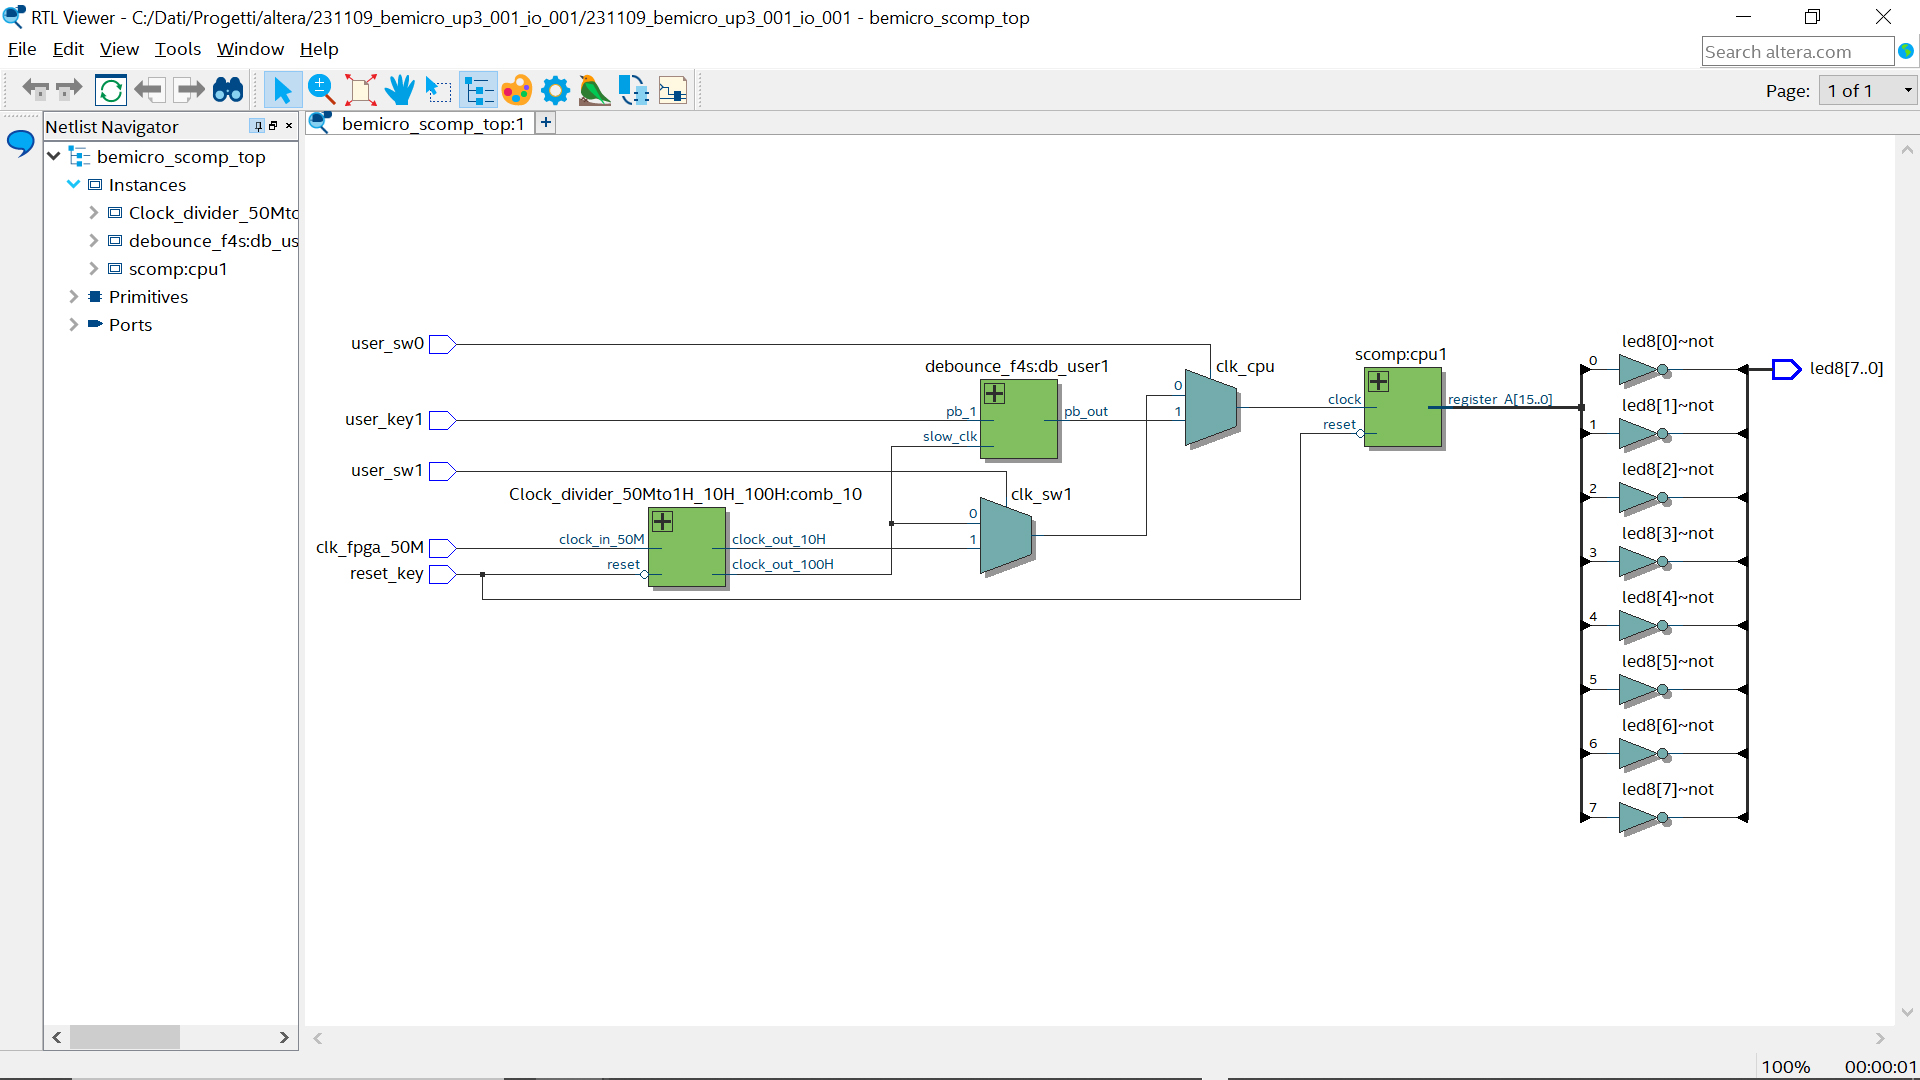 RTL Viewer - C:/Dati/Progetti/altera/231109_bemicro_up3_001_io_001/231109_bemicro_up3_001_io_001 - bemicro_scomp_top
File Edit View Tools Window Help
Search altera.com
Page: 1 of 1
Netlist Navigator
bemicro_scomp_top:1
bemicro_scomp_top
Instances
Clock_divider_50Mto
debounce_f4s:db_us
scomp:cpu1
Primitives
Ports
user_sw0
user_key1
user_sw1
clk_fpga_50M
reset_key
Clock_divider_50Mto1H_10H_100H:comb_10
clock_in_50M
reset
clock_out_10H
clock_out_100H
debounce_f4s:db_user1
pb_1
slow_clk
pb_out
clk_sw1
0
1
clk_cpu
0
1
scomp:cpu1
clock
reset
register_A[15..0]
led8[0]~not
0
led8[7..0]
led8[1]~not
1
led8[2]~not
2
led8[3]~not
3
led8[4]~not
4
led8[5]~not
5
led8[6]~not
6
led8[7]~not
7
100% 00:00:01